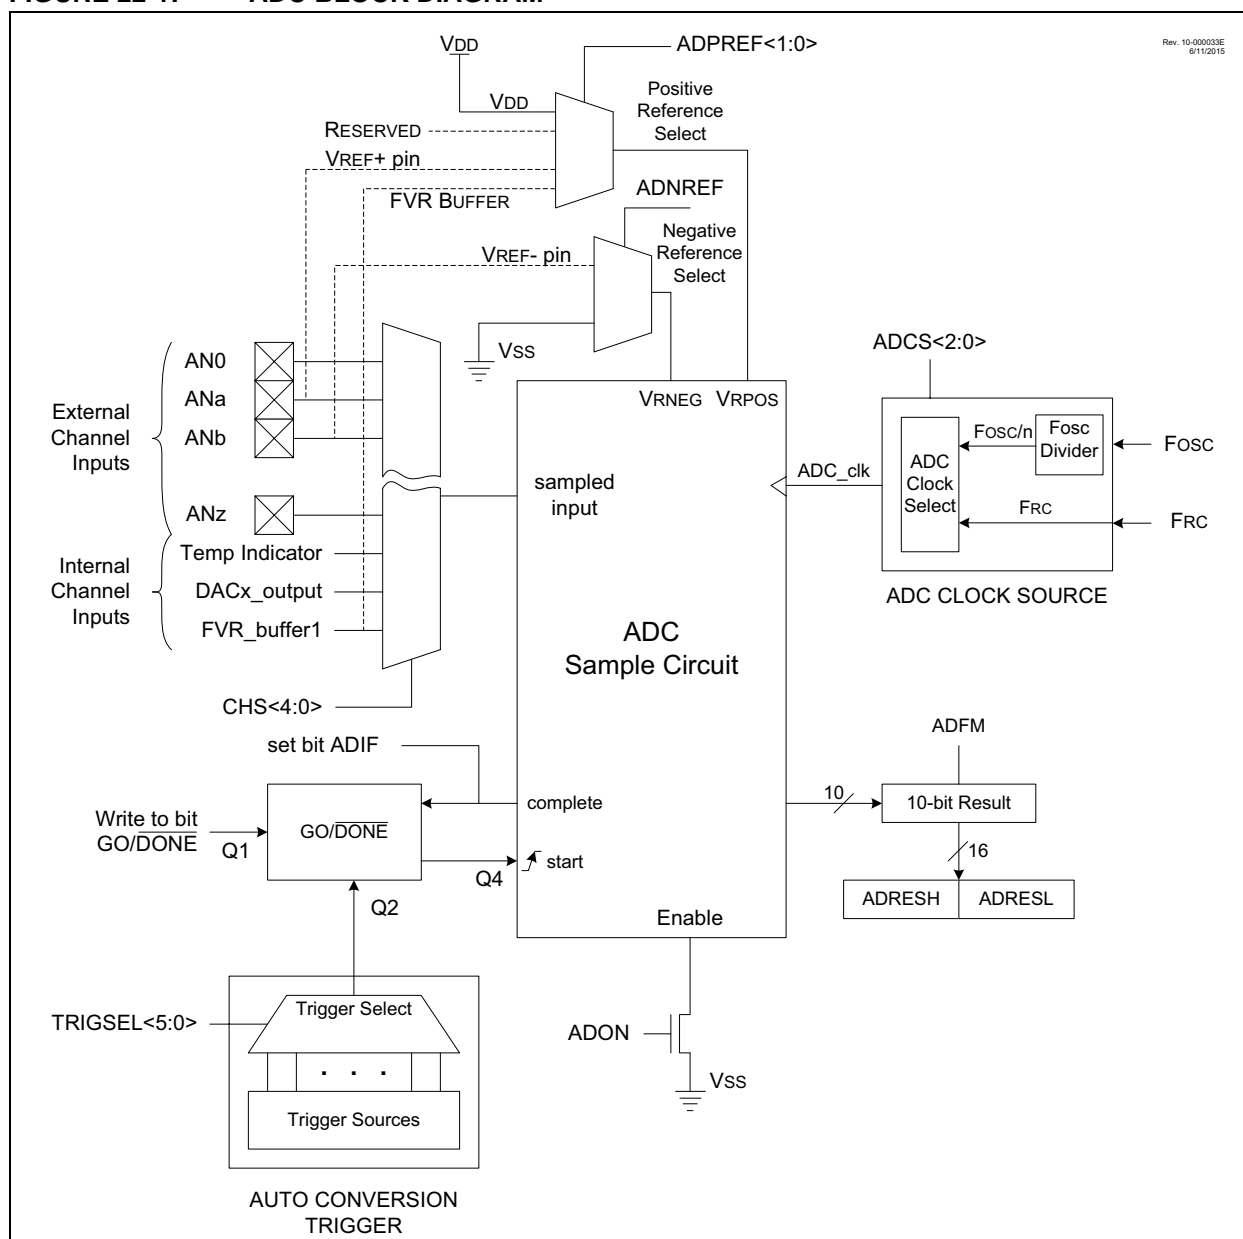 VDD
ADPREF<1:0>
Rev. 10-000033E
6/11/2015
VDD
Positive
Reference
Select
RESERVED
VREF+ pin
FVR BUFFER
ADNREF
Negative
Reference
Select
VREF- pin
VSS
External
Channel
Inputs
AN0
ANa
ANb
ANz
Internal
Channel
Inputs
Temp Indicator
DACx_output
FVR_buffer1
CHS<4:0>
VRNEG VRPOS
sampled
input
ADC_clk
ADCS<2:0>
ADC
Clock
Select
FOSC/n
Fosc
Divider
FOSC
FRC
FRC
ADC CLOCK SOURCE
ADC
Sample Circuit
set bit ADIF
complete
Write to bit
GO/DONE
Q1
GO/DONE
Q4
start
Q2
Enable
ADFM
10
10-bit Result
16
ADRESH
ADRESL
TRIGSEL<5:0>
Trigger Select
. . .
Trigger Sources
AUTO CONVERSION
TRIGGER
ADON
VSS